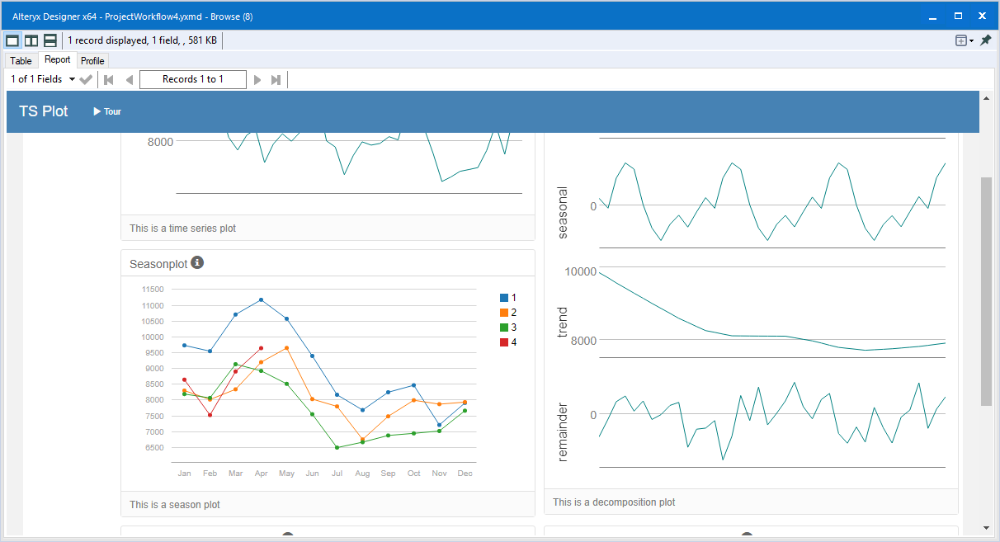 Alteryx Designer x64 - ProjectWorkflow4.yxmd - Browse (8)
1 record displayed, 1 field, , 581 KB
Table Report Profile
1 of 1 Fields Records 1 to 1
TS Plot Tour
8000
This is a time series plot
Seasonplot
11500
11000
10500
10000
9500
9000
8500
8000
7500
7000
6500
Jan Feb Mar Apr May Jun Jul Aug Sep Oct Nov Dec
1
2
3
4
This is a season plot
seasonal
0
10000
trend
8000
remainder
0
This is a decomposition plot